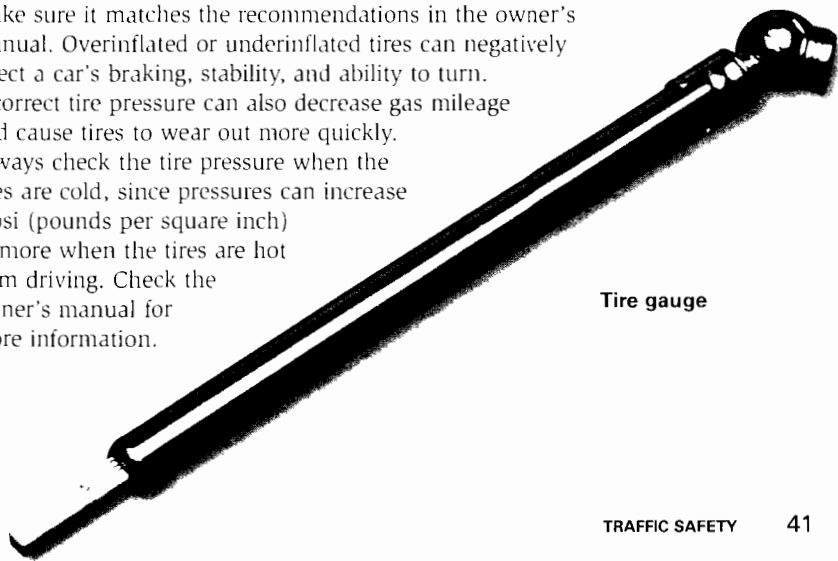 ke sure it matches the recommendations in the owner's
nual. Overinflated or underinflated tires can negatively
ect a car's braking, stability, and ability to turn.
correct tire pressure can also decrease gas mileage
d cause tires to wear out more quickly.
ways check the tire pressure when the
es are cold, since pressures can increase
psi (pounds per square inch)
more when the tires are hot
m driving. Check the
ner's manual for
re information.
Tire gauge
TRAFFIC SAFETY 41